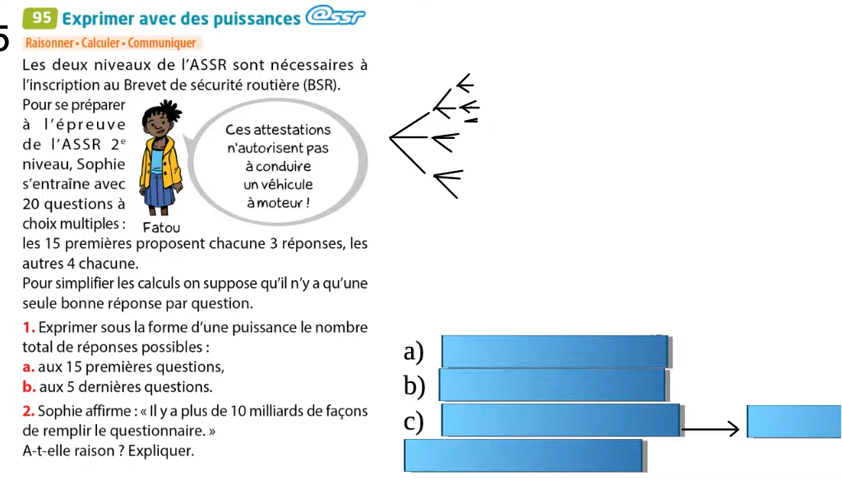 95 Exprimer avec des puissances @ssr
5
Raisonner • Calculer • Communiquer
Les deux niveaux de l'ASSR sont nécessaires à
l'inscription au Brevet de sécurité routière (BSR).
Pour se préparer
à l'épreuve
de l'ASSR 2e
niveau, Sophie
s'entraîne avec
20 questions à
choix multiples :
Ces attestations
n'autorisent pas
à conduire
un véhicule
à moteur !
Fatou
les 15 premières proposent chacune 3 réponses, les
autres 4 chacune.
Pour simplifier les calculs on suppose qu'il n'y a qu'une
seule bonne réponse par question.
1. Exprimer sous la forme d'une puissance le nombre
total de réponses possibles :
a. aux 15 premières questions,
b. aux 5 dernières questions.
2. Sophie affirme : « Il y a plus de 10 milliards de façons
de remplir le questionnaire. »
A-t-elle raison ? Expliquer.
a)
b)
c)